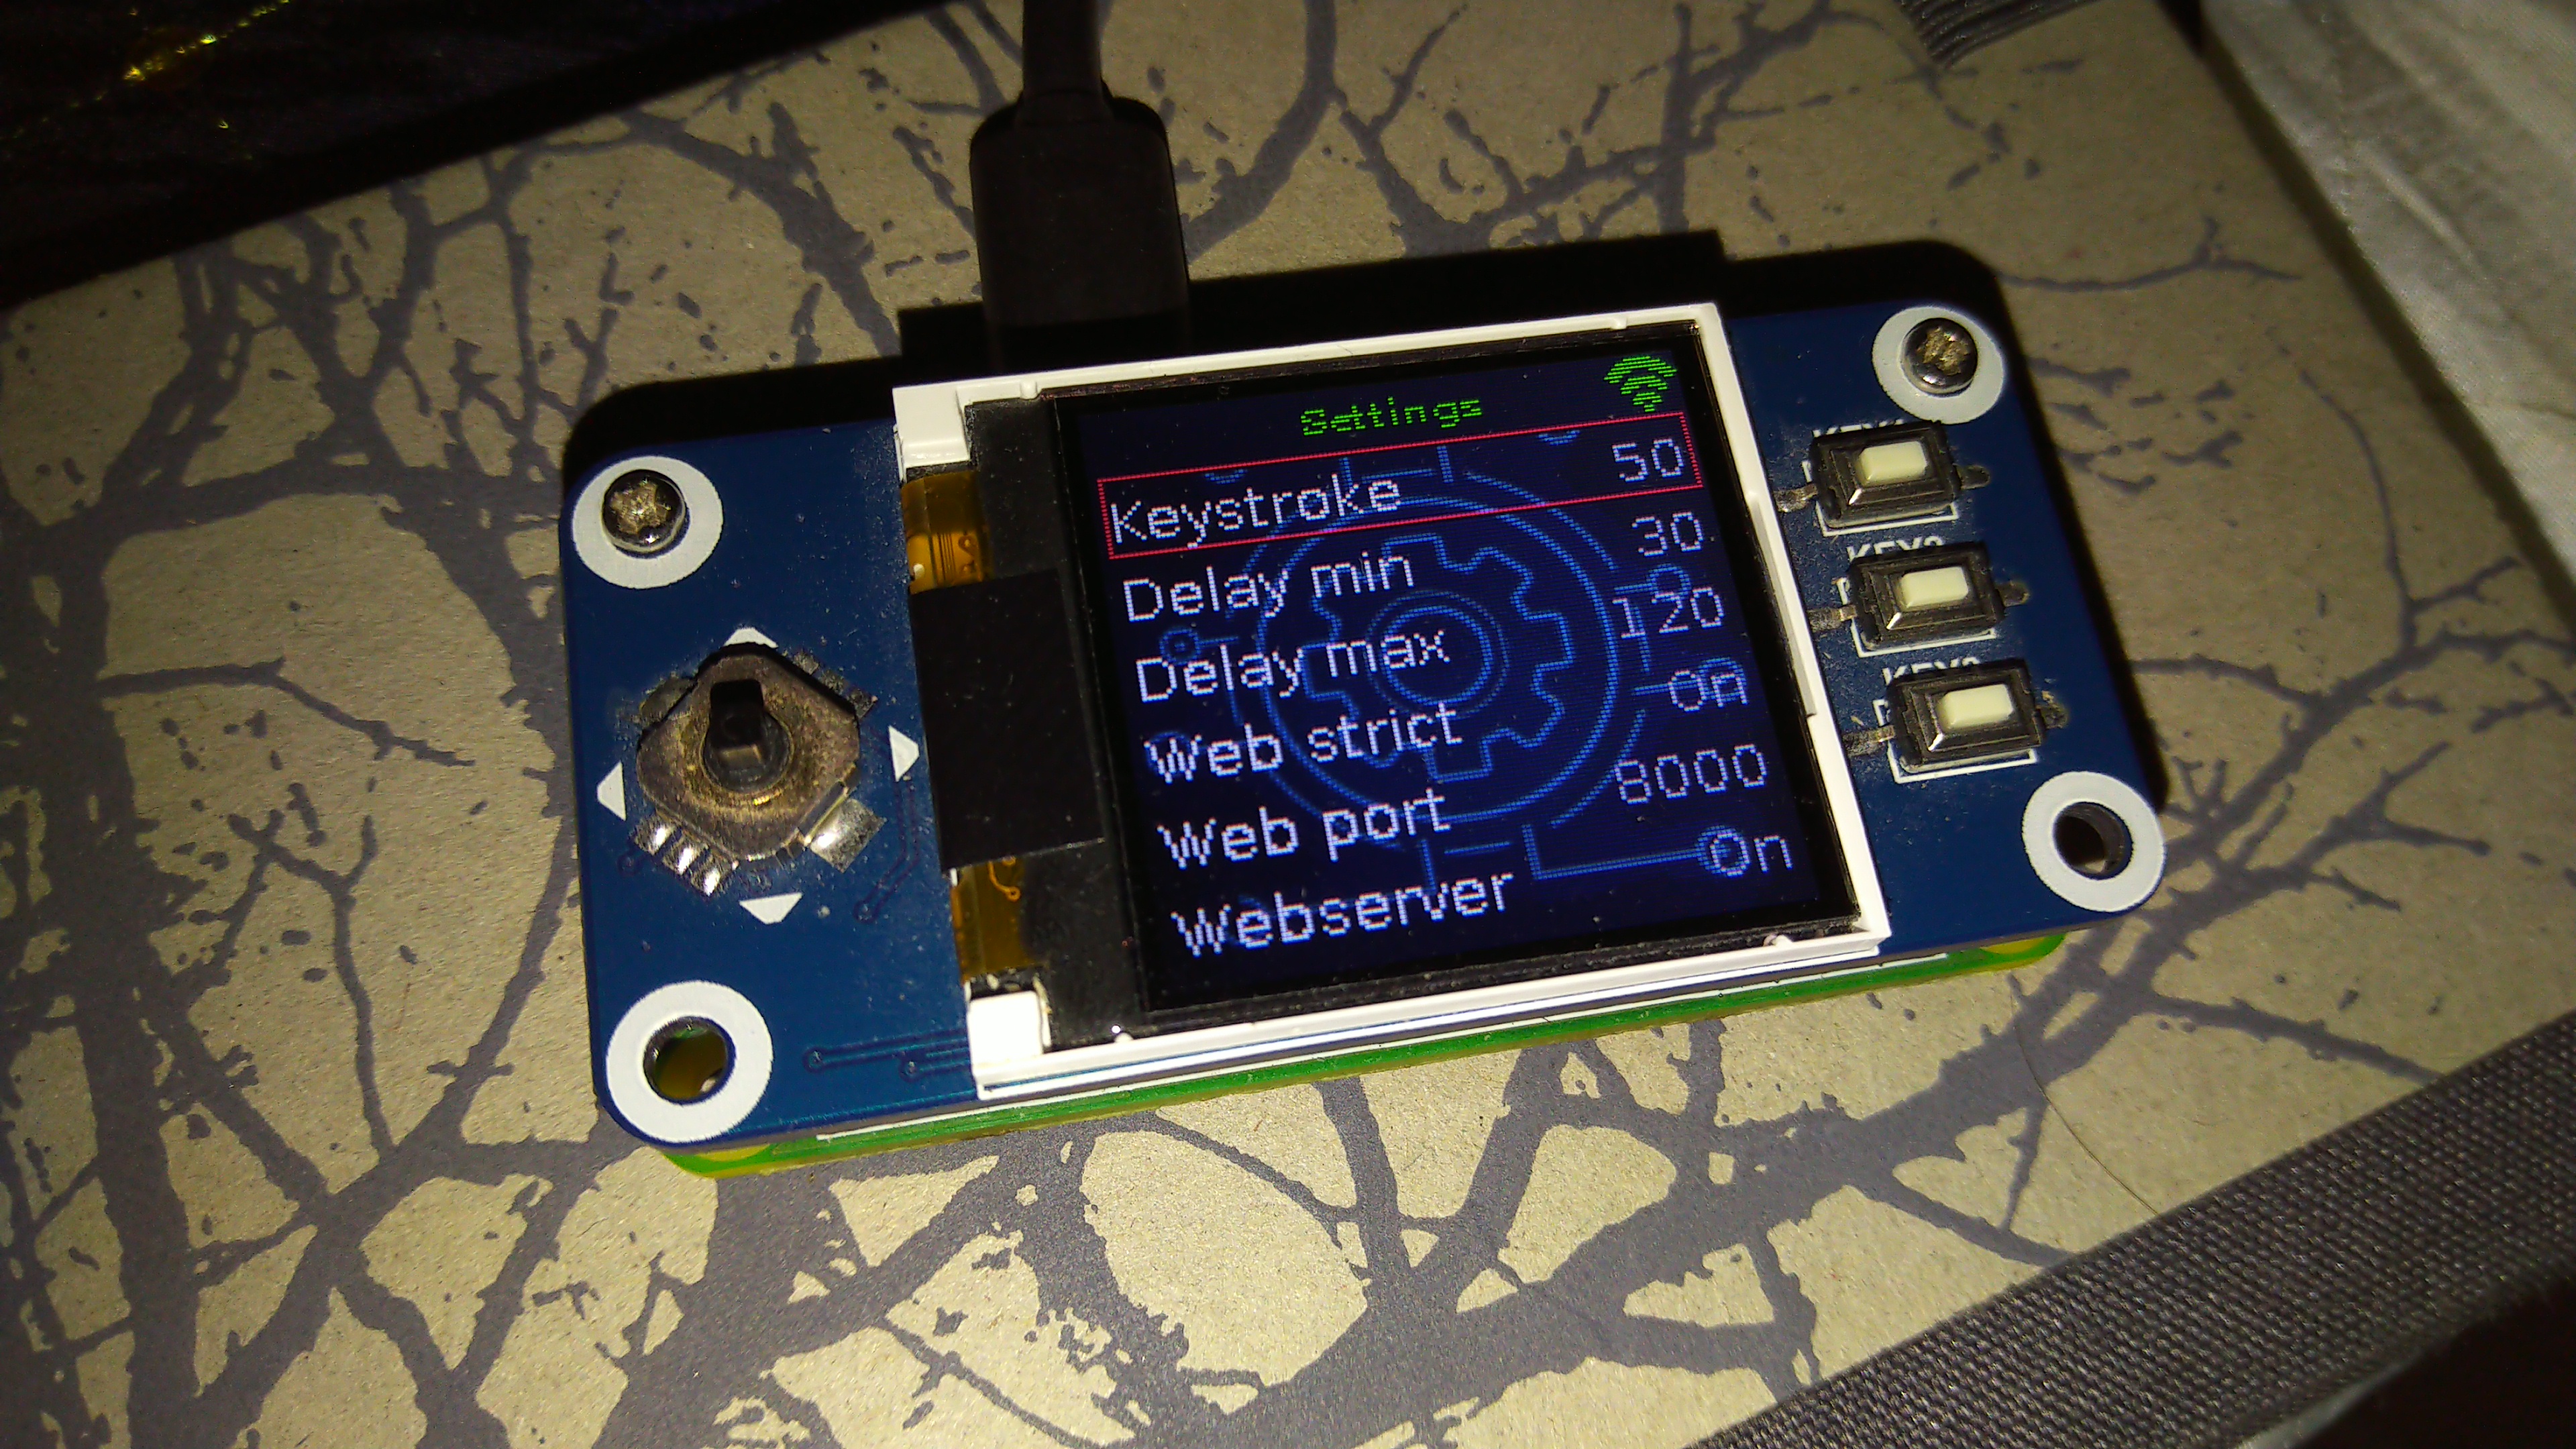 Settings
Keystroke 50
Delay min 30
Delay max 120
Web strict On
Web port 8000
Webserver On